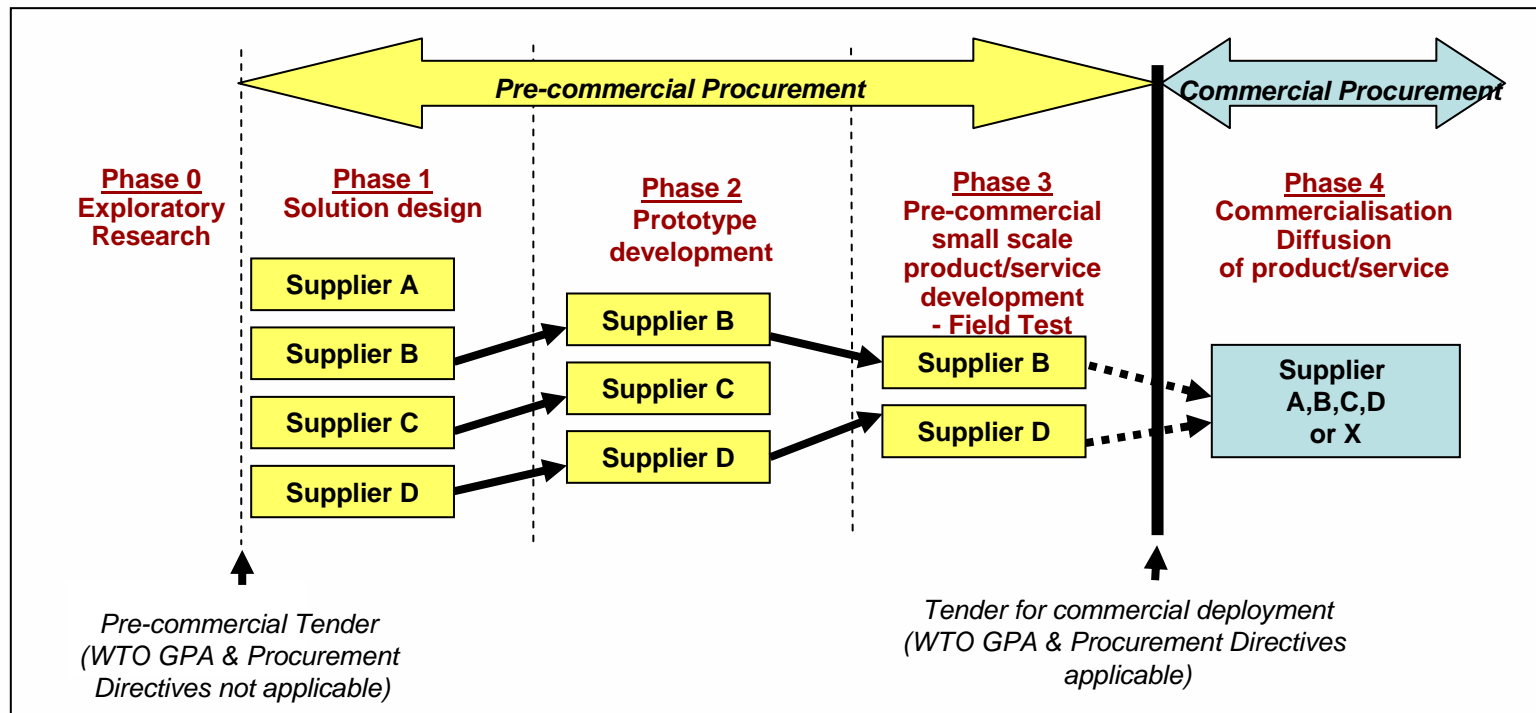 Pre-commercial Procurement
Commercial Procurement
Phase 0
Exploratory
Research
Phase 1
Solution design
Phase 2
Prototype
development
Phase 3
Pre-commercial
small scale
product/service
development
- Field Test
Phase 4
Commercialisation
Diffusion
of product/service
Supplier A
Supplier B
Supplier C
Supplier D
Supplier B
Supplier C
Supplier D
Supplier B
Supplier D
Supplier
A,B,C,D
or X
Pre-commercial Tender
(WTO GPA & Procurement
Directives not applicable)
Tender for commercial deployment
(WTO GPA & Procurement Directives
applicable)